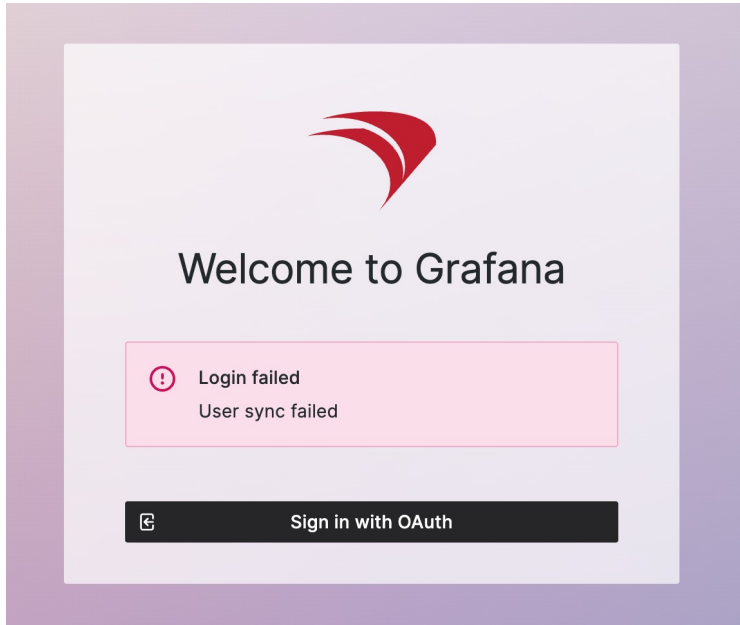 Welcome to Grafana
Login failed
User sync failed
Sign in with OAuth